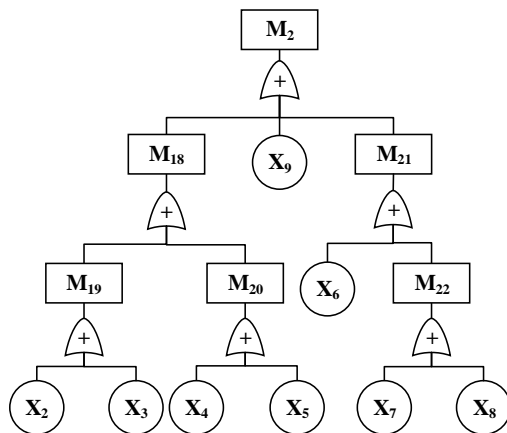 M₂
+
M₁₈ X₉ M₂₁
+ +
M₁₉ M₂₀ X₆ M₂₂
+ + +
X₂ X₃ X₄ X₅ X₇ X₈